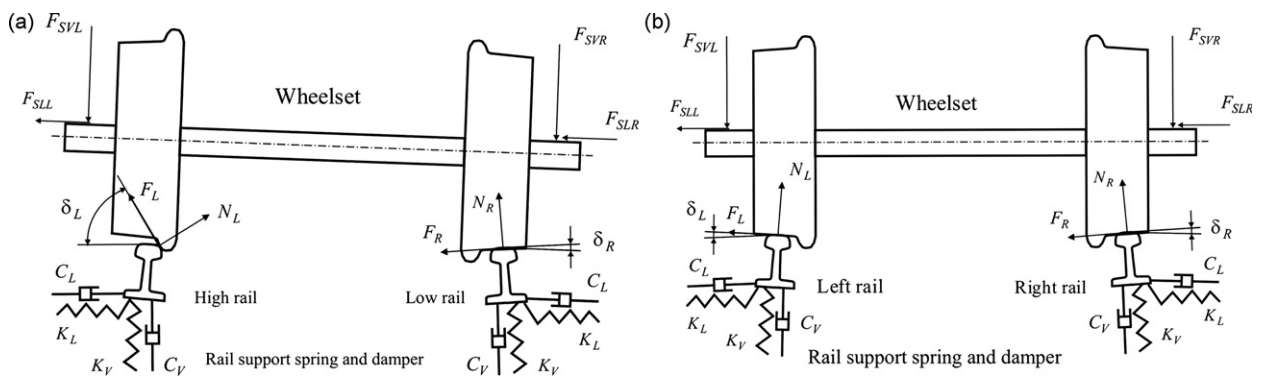 (a)
F_SVL
F_SVR
Wheelset
F_SLL
F_SLR
δ_L
F_L
N_L
N_R
F_R
δ_R
C_L
High rail
Low rail
C_L
K_L
K_V
C_V
Rail support spring and damper
C_V
K_V
K_L
(b)
F_SVL
F_SVR
Wheelset
F_SLL
F_SLR
N_L
N_R
δ_L
F_L
F_R
δ_R
C_L
Left rail
Right rail
C_L
K_L
K_V
C_V
C_V
K_V
K_L
Rail support spring and damper